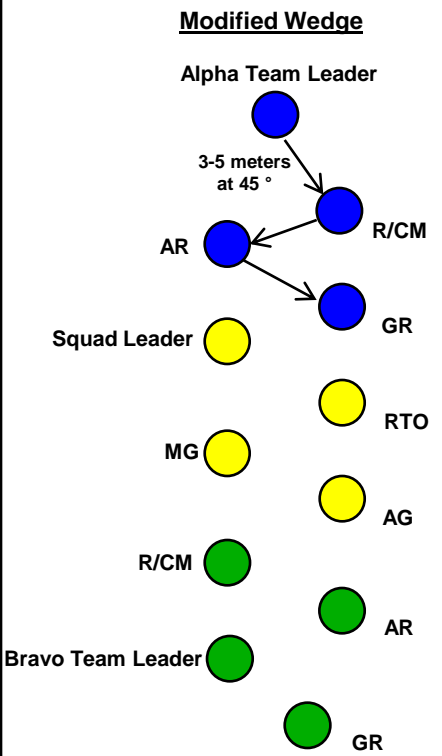 Modified Wedge
Alpha Team Leader
3-5 meters
at 45 °
R/CM
AR
GR
Squad Leader
RTO
MG
AG
R/CM
AR
Bravo Team Leader
GR